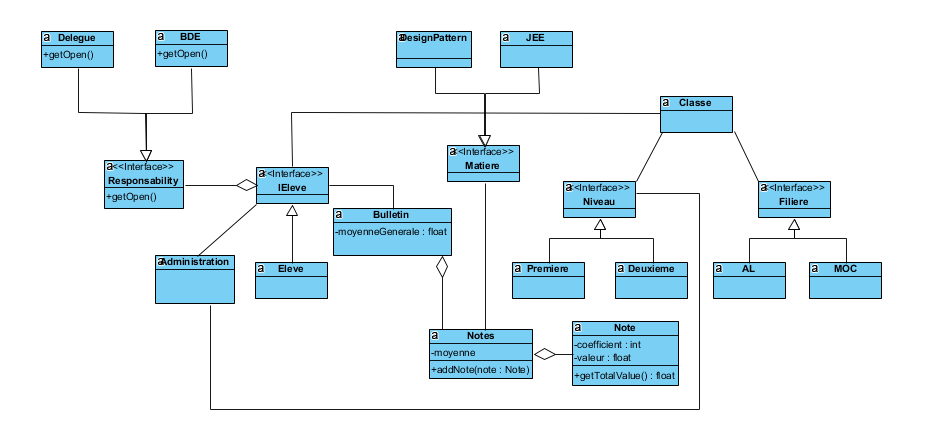 a Delegue
+getOpen()
a BDE
+getOpen()
a DesignPattern
a JEE
a Classe
a <<Interface>>
Responsability
+getOpen()
a <<Interface>>
IEleve
a <<Interface>>
Matiere
a <<Interface>>
Niveau
a <<Interface>>
Filiere
a Bulletin
-moyenneGenerale : float
a Administration
a Eleve
a Premiere
a Deuxieme
a AL
a MOC
a Notes
-moyenne
+addNote(note : Note)
a Note
-coefficient : int
-valeur : float
+getTotalValue() : float